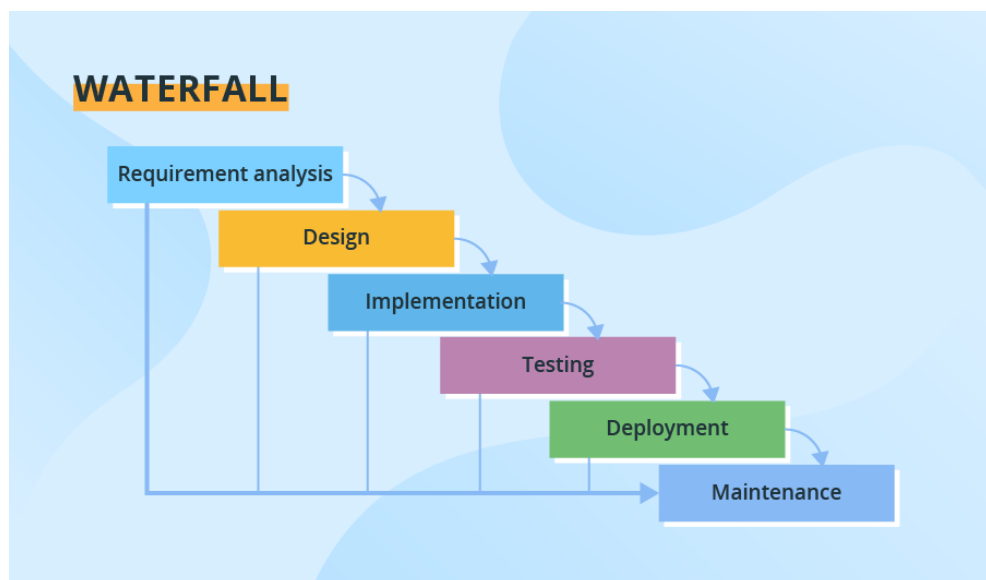 WATERFALL
Requirement analysis
Design
Implementation
Testing
Deployment
Maintenance